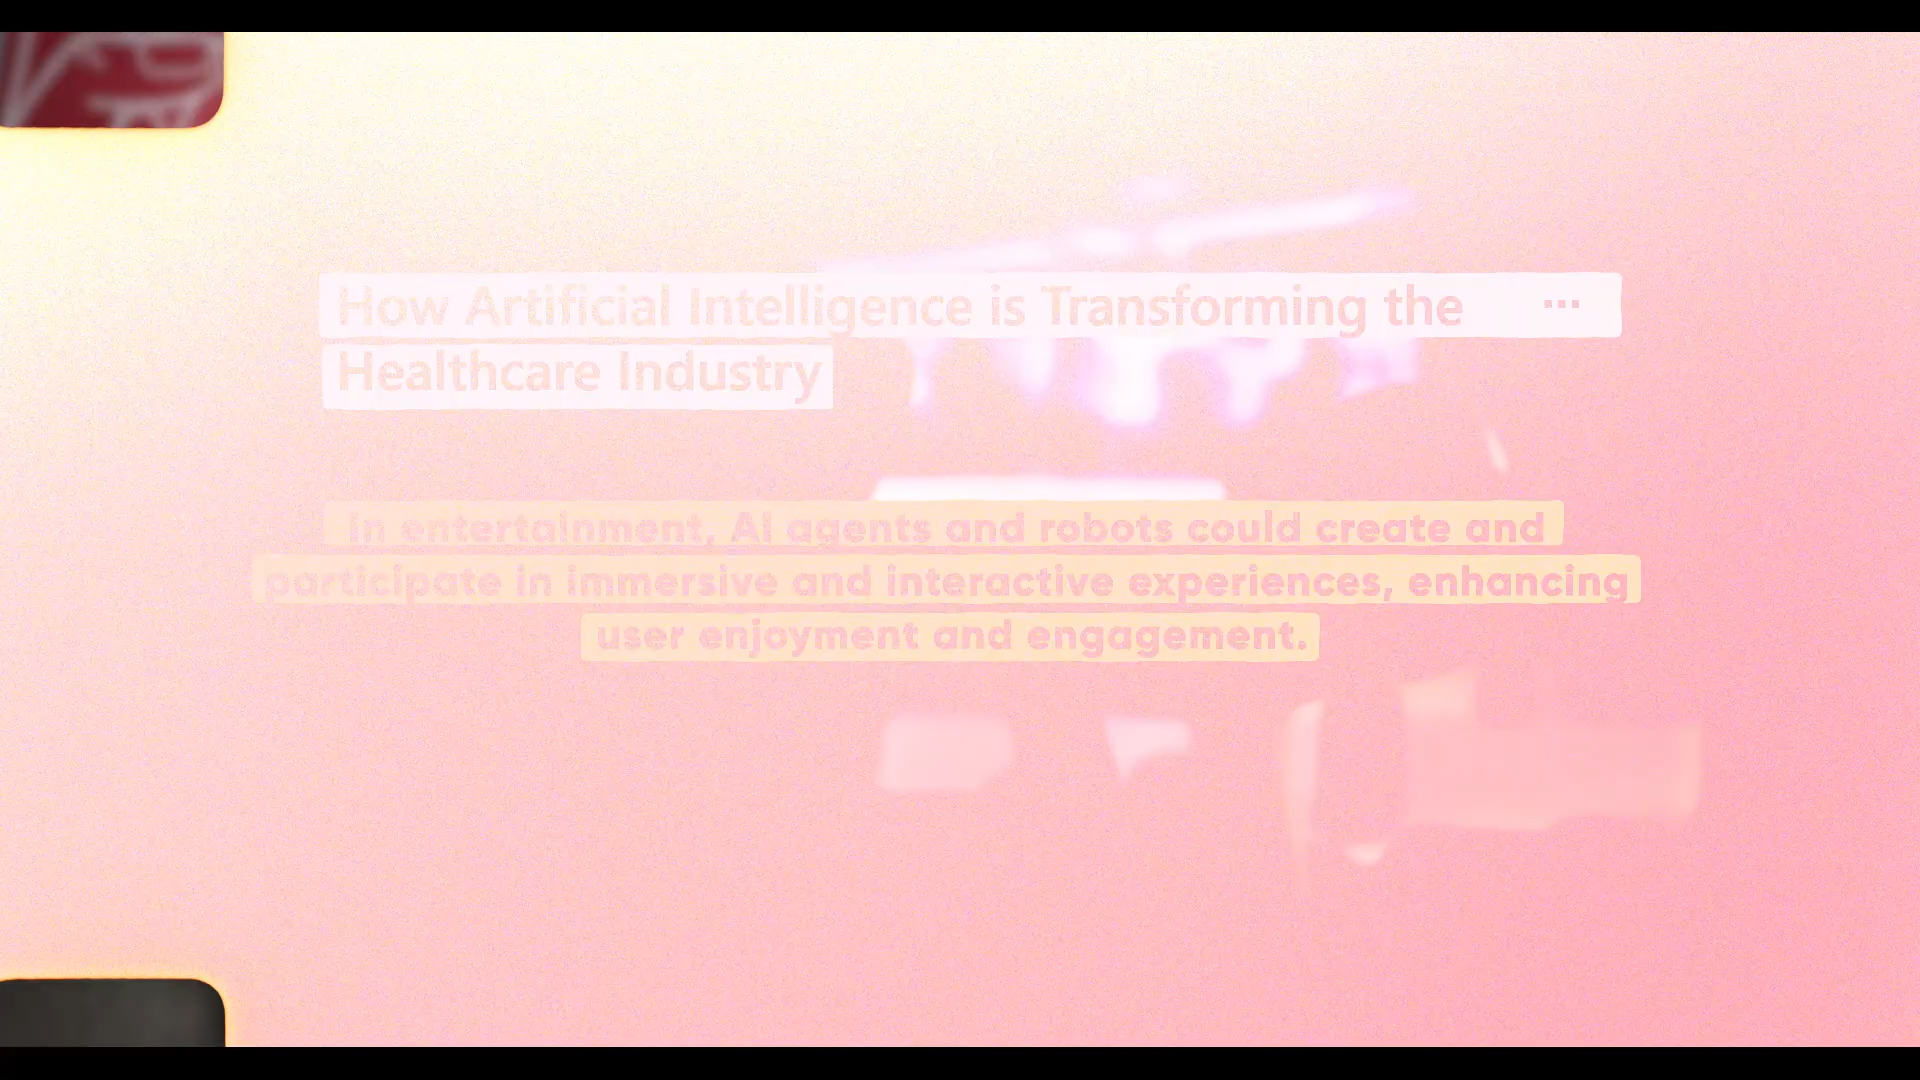 How Artificial Intelligence is Transforming the ...
Healthcare Industry
In entertainment, AI agents and robots could create and
participate in immersive and interactive experiences, enhancing
user enjoyment and engagement.